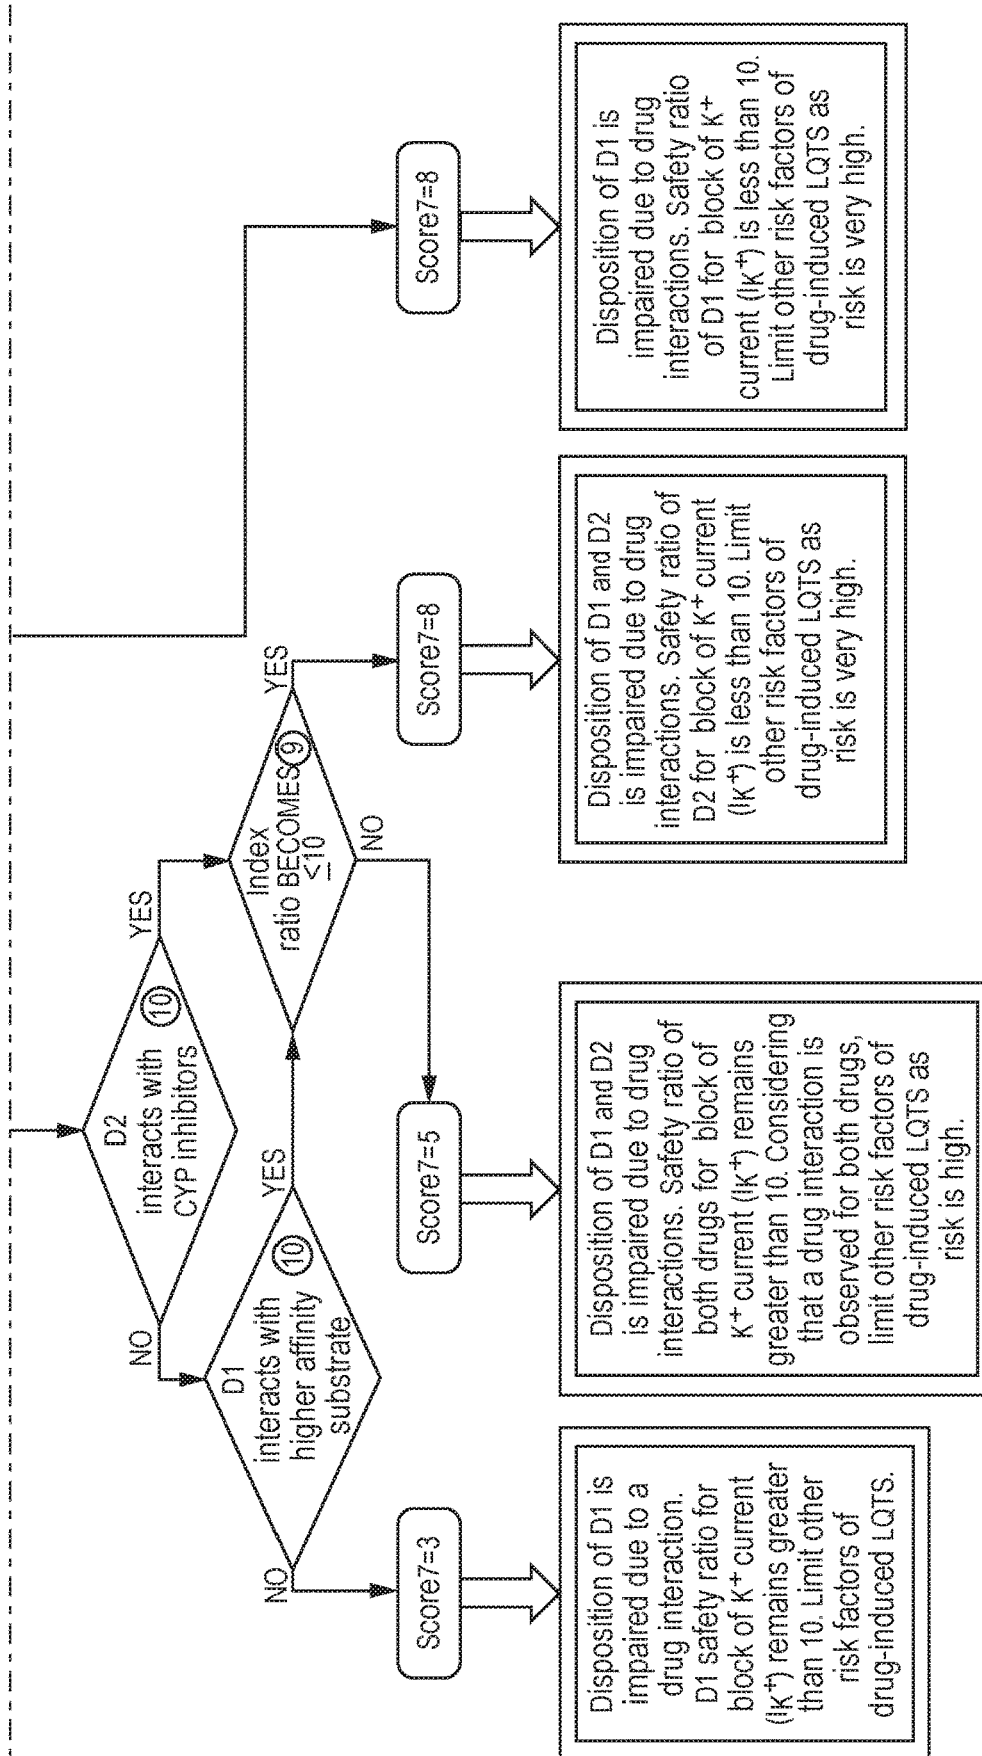 D2
interacts with
CYP inhibitors
10
NO
YES
D1
interacts with
higher affinity
substrate
10
NO
YES
Index
ratio BECOMES
≤10
9
YES
NO
Score7=3
Score7=5
Score7=8
Score7=8
Disposition of D1 is
impaired due to a
drug interaction.
D1 safety ratio for
block of K+ current
(IK+) remains greater
than 10. Limit other
risk factors of
drug-induced LQTS.
Disposition of D1 and D2
is impaired due to drug
interactions. Safety ratio of
both drugs for block of
K+ current (IK+) remains
greater than 10. Considering
that a drug interaction is
observed for both drugs,
limit other risk factors of
drug-induced LQTS as
risk is high.
Disposition of D1 and D2
is impaired due to drug
interactions. Safety ratio of
D2 for block of K+ current
(IK+) is less than 10. Limit
other risk factors of
drug-induced LQTS as
risk is very high.
Disposition of D1 is
impaired due to drug
interactions. Safety ratio
of D1 for block of K+
current (IK+) is less than 10.
Limit other risk factors of
drug-induced LQTS as
risk is very high.